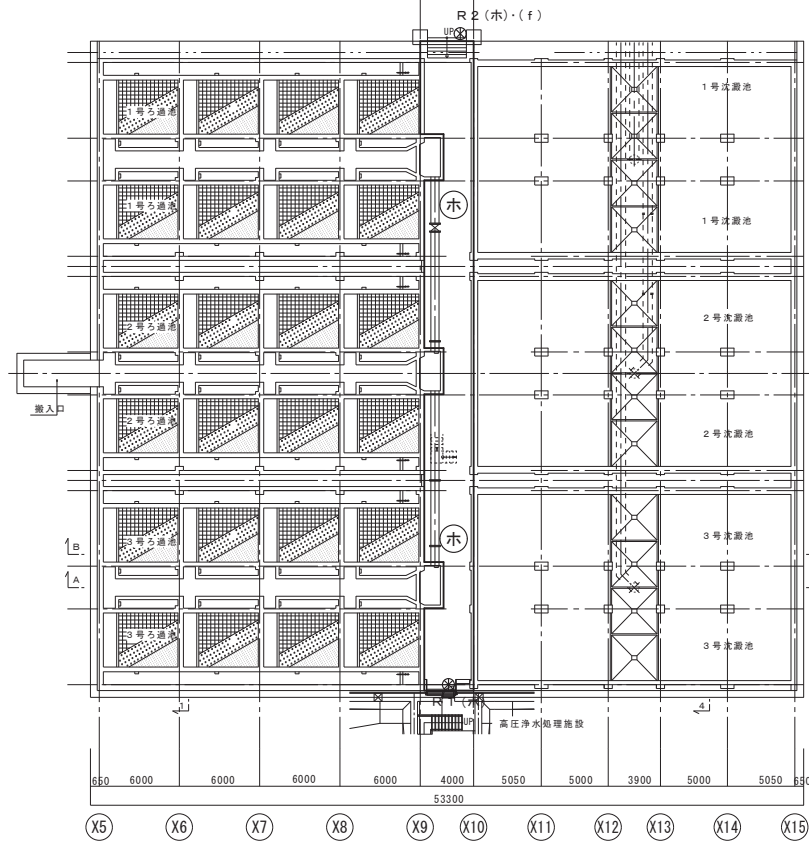 R2(ホ)・(f)
UP
1号ろ過池
1号沈澱池
1号ろ過池
ホ
1号沈澱池
2号ろ過池
2号沈澱池
搬入口
2号ろ過池
2号沈澱池
3号ろ過池
3号沈澱池
B
ホ
A
3号ろ過池
3号沈澱池
R1(ホ)
1
UP
高圧浄水処理施設
4
650 6000 6000 6000 6000 4000 5050 5000 3900 5000 5050 650
53300
X5 X6 X7 X8 X9 X10 X11 X12 X13 X14 X15